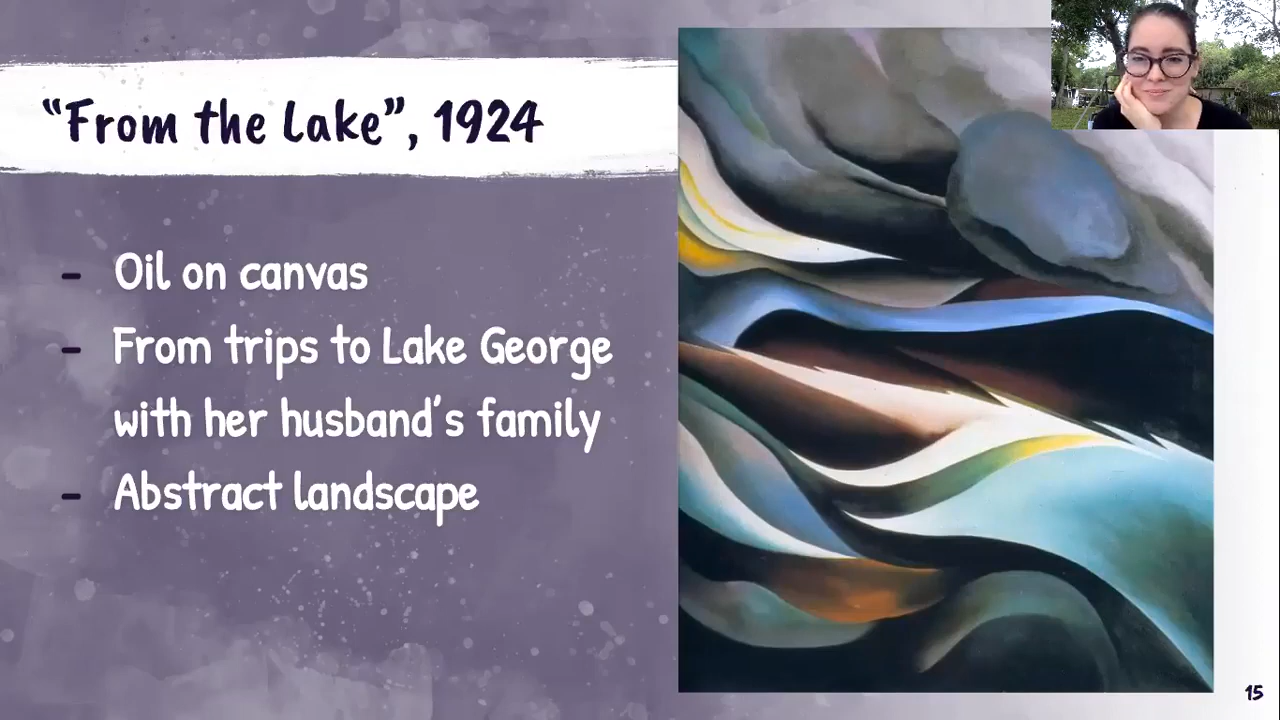 “From the Lake”, 1924
- Oil on canvas
- From trips to Lake George
with her husband’s family
- Abstract landscape
15